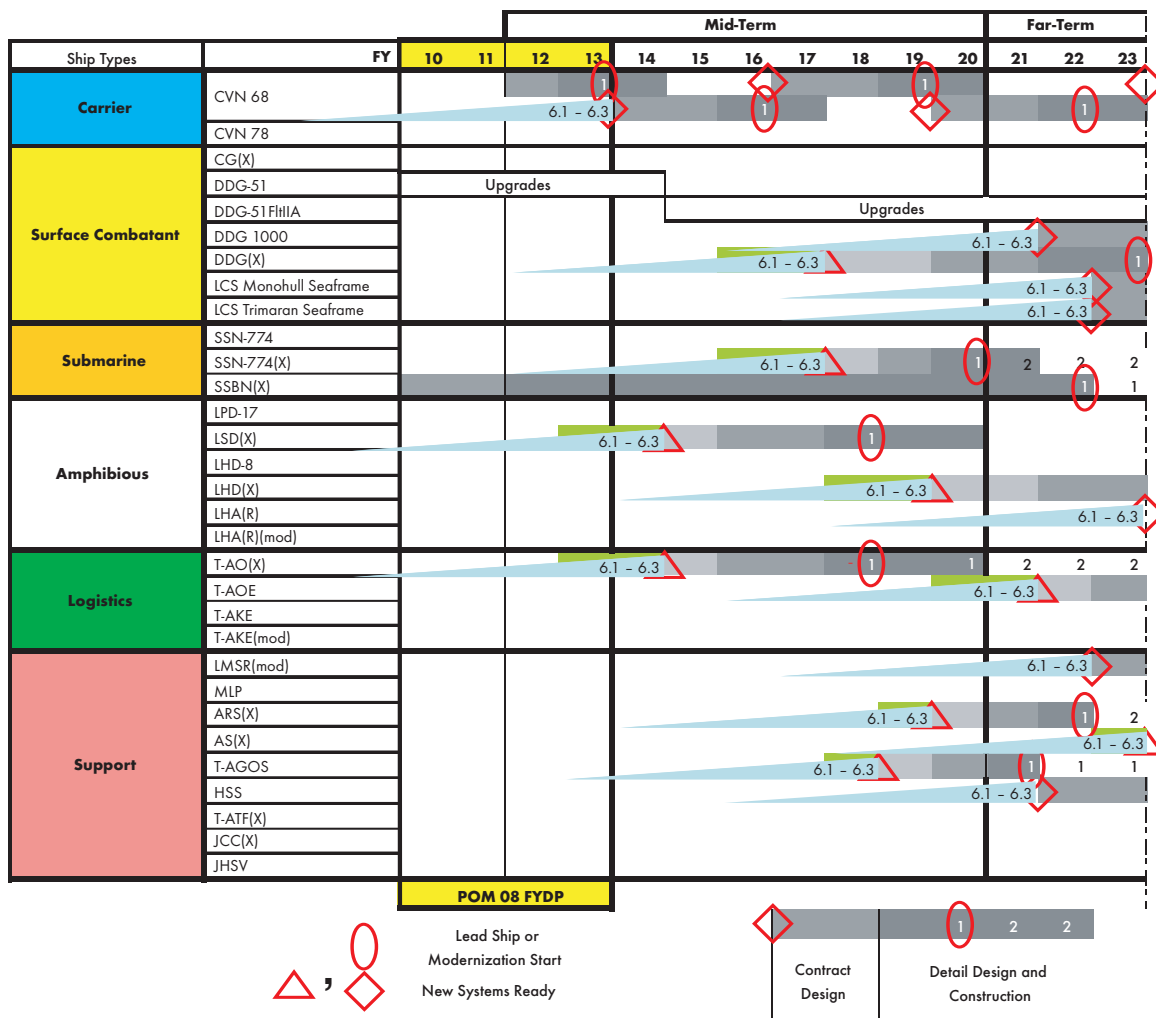 Mid-Term Far-Term
Ship Types FY 10 11 12 13 14 15 16 17 18 19 20 21 22 23
Carrier
CVN 68 1 1
6.1 – 6.3 1 1
CVN 78
Surface Combatant
CG(X)
DDG-51 Upgrades
DDG-51FltIIA Upgrades
DDG 1000 6.1 – 6.3
DDG(X) 6.1 – 6.3 1
LCS Monohull Seaframe 6.1 – 6.3
LCS Trimaran Seaframe 6.1 – 6.3
Submarine
SSN-774
SSN-774(X) 6.1 – 6.3 1 2 2 2
SSBN(X) 1 1
Amphibious
LPD-17
LSD(X) 6.1 – 6.3 1
LHD-8
LHD(X) 6.1 – 6.3
LHA(R) 6.1 – 6.3
LHA(R)(mod)
Logistics
T-AO(X) 6.1 – 6.3 1 1 2 2 2
T-AOE 6.1 – 6.3
T-AKE
T-AKE(mod)
Support
LMSR(mod) 6.1 – 6.3
MLP
ARS(X) 6.1 – 6.3 1 2
AS(X) 6.1 – 6.3
T-AGOS 6.1 – 6.3 1 1 1
HSS 6.1 – 6.3
T-ATF(X)
JCC(X)
JHSV
POM 08 FYDP
Lead Ship or
Modernization Start
, New Systems Ready
1 2 2
Contract
Design
Detail Design and
Construction